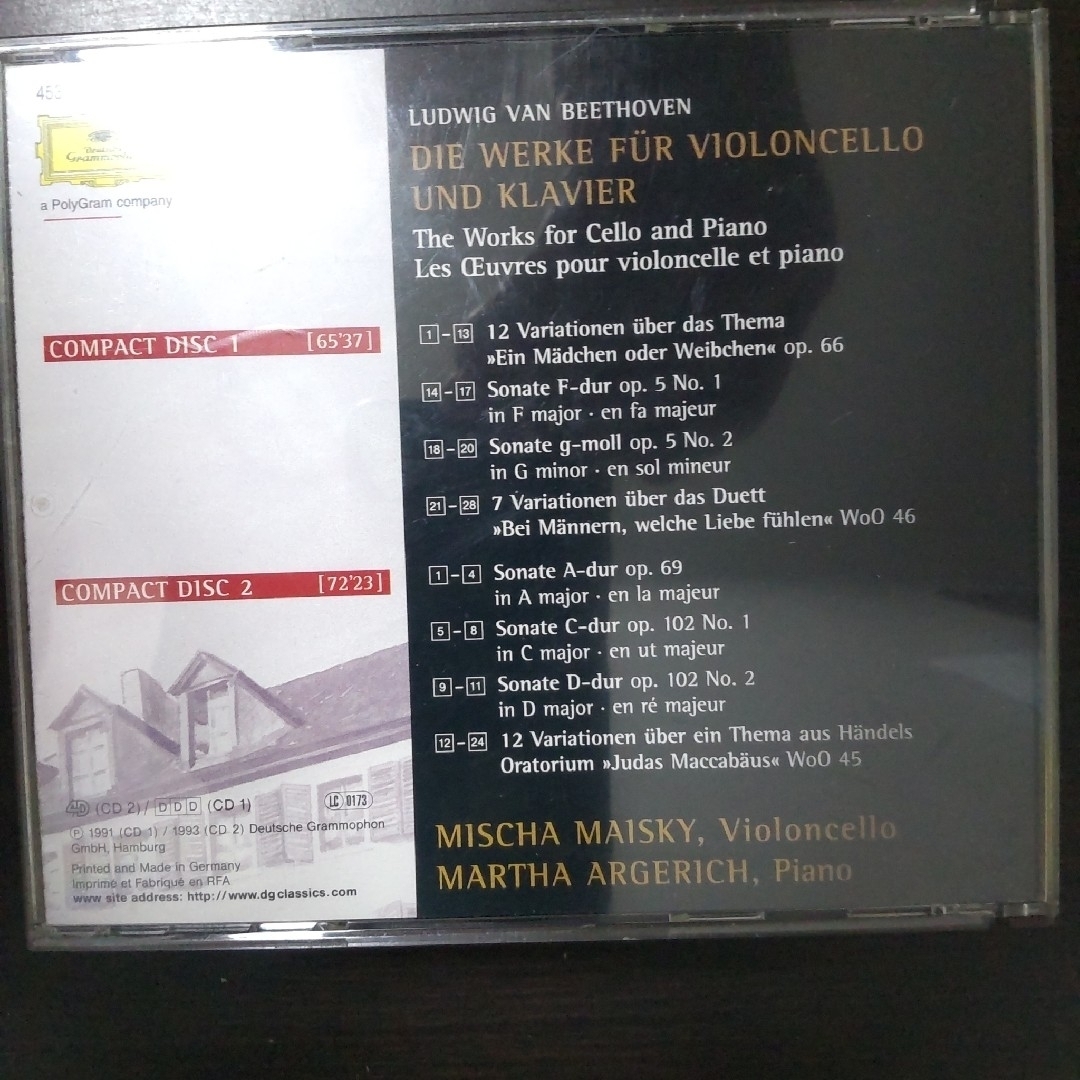 453
Deutsche
Grammophon
a PolyGram company
COMPACT DISC 1 [65'37]
COMPACT DISC 2 [72'23]
4D (CD 2) / DDD (CD 1) LC 0173
Ⓟ 1991 (CD 1) / 1993 (CD 2) Deutsche Grammophon
GmbH, Hamburg
Printed and Made in Germany
Imprimé et Fabriqué en RFA
www site address: http://www.dgclassics.com
LUDWIG VAN BEETHOVEN
DIE WERKE FÜR VIOLONCELLO
UND KLAVIER
The Works for Cello and Piano
Les Œuvres pour violoncelle et piano
1–13 12 Variationen über das Thema
»Ein Mädchen oder Weibchen« op. 66
14–17 Sonate F-dur op. 5 No. 1
in F major · en fa majeur
18–20 Sonate g-moll op. 5 No. 2
in G minor · en sol mineur
21–28 7 Variationen über das Duett
»Bei Männern, welche Liebe fühlen« WoO 46
1–4 Sonate A-dur op. 69
in A major · en la majeur
5–8 Sonate C-dur op. 102 No. 1
in C major · en ut majeur
9–11 Sonate D-dur op. 102 No. 2
in D major · en ré majeur
12–24 12 Variationen über ein Thema aus Händels
Oratorium »Judas Maccabäus« WoO 45
MISCHA MAISKY, Violoncello
MARTHA ARGERICH, Piano